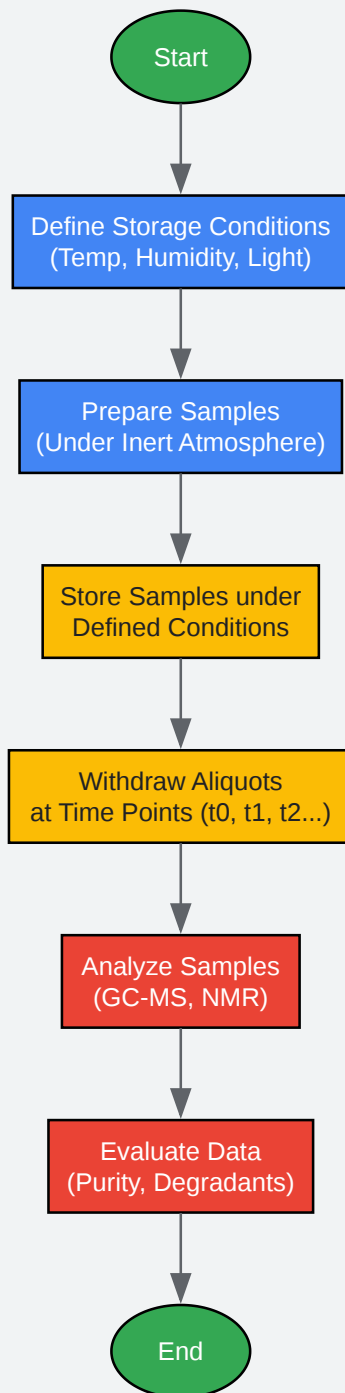 Start
Define Storage Conditions
(Temp, Humidity, Light)
Prepare Samples
(Under Inert Atmosphere)
Store Samples under
Defined Conditions
Withdraw Aliquots
at Time Points (t0, t1, t2...)
Analyze Samples
(GC-MS, NMR)
Evaluate Data
(Purity, Degradants)
End